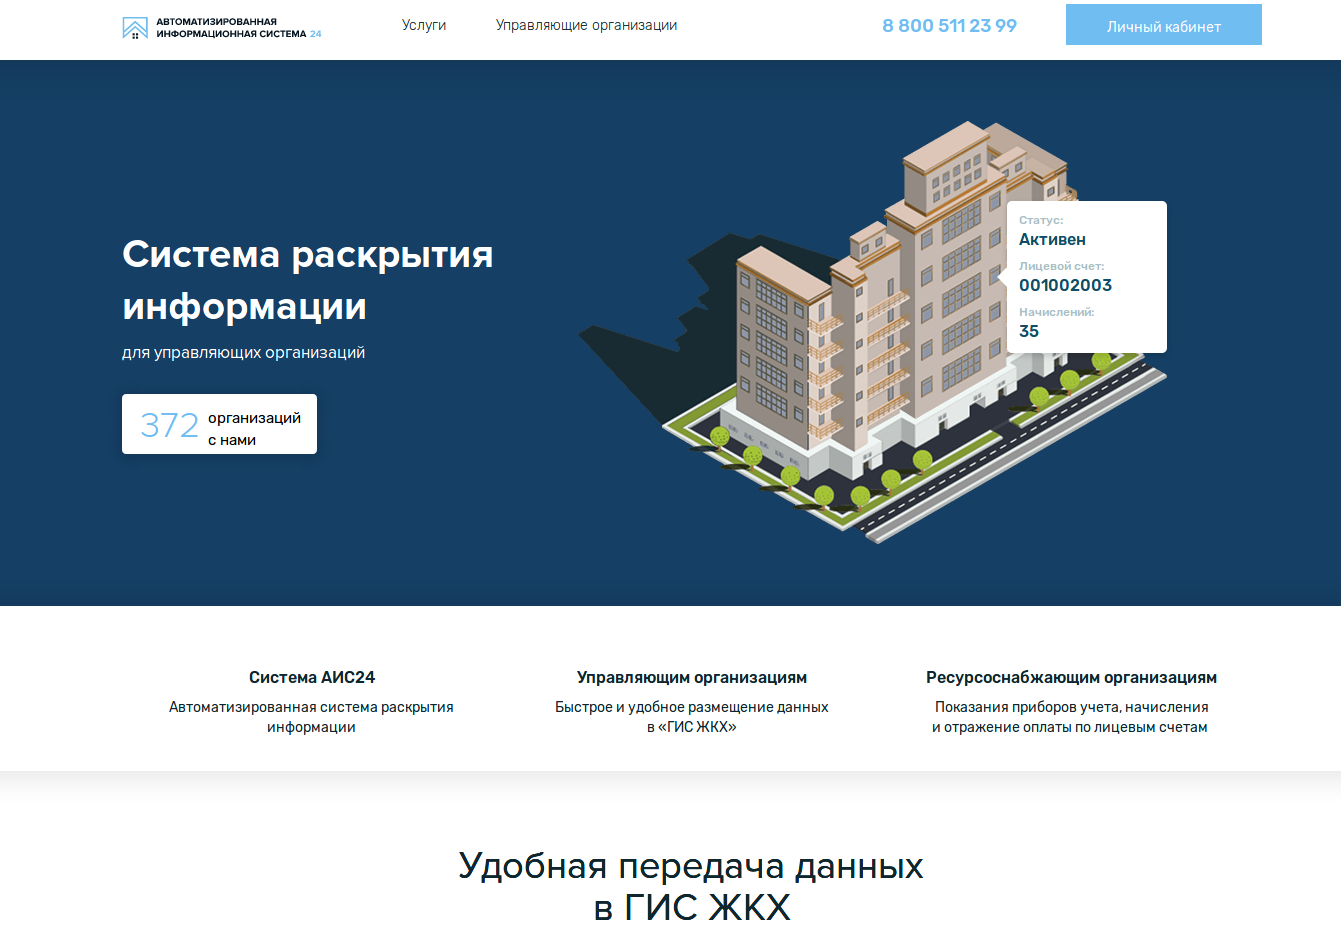 АВТОМАТИЗИРОВАННАЯ
ИНФОРМАЦИОННАЯ СИСТЕМА 24
Услуги
Управляющие организации
8 800 511 23 99
Личный кабинет
Система раскрытия
информации
для управляющих организаций
372
организаций
с нами
Статус:
Активен
Лицевой счет:
001002003
Начислений:
35
Система АИС24
Автоматизированная система раскрытия
информации
Управляющим организациям
Быстрое и удобное размещение данных
в «ГИС ЖКХ»
Ресурсоснабжающим организациям
Показания приборов учета, начисления
и отражение оплаты по лицевым счетам
Удобная передача данных
в ГИС ЖКХ